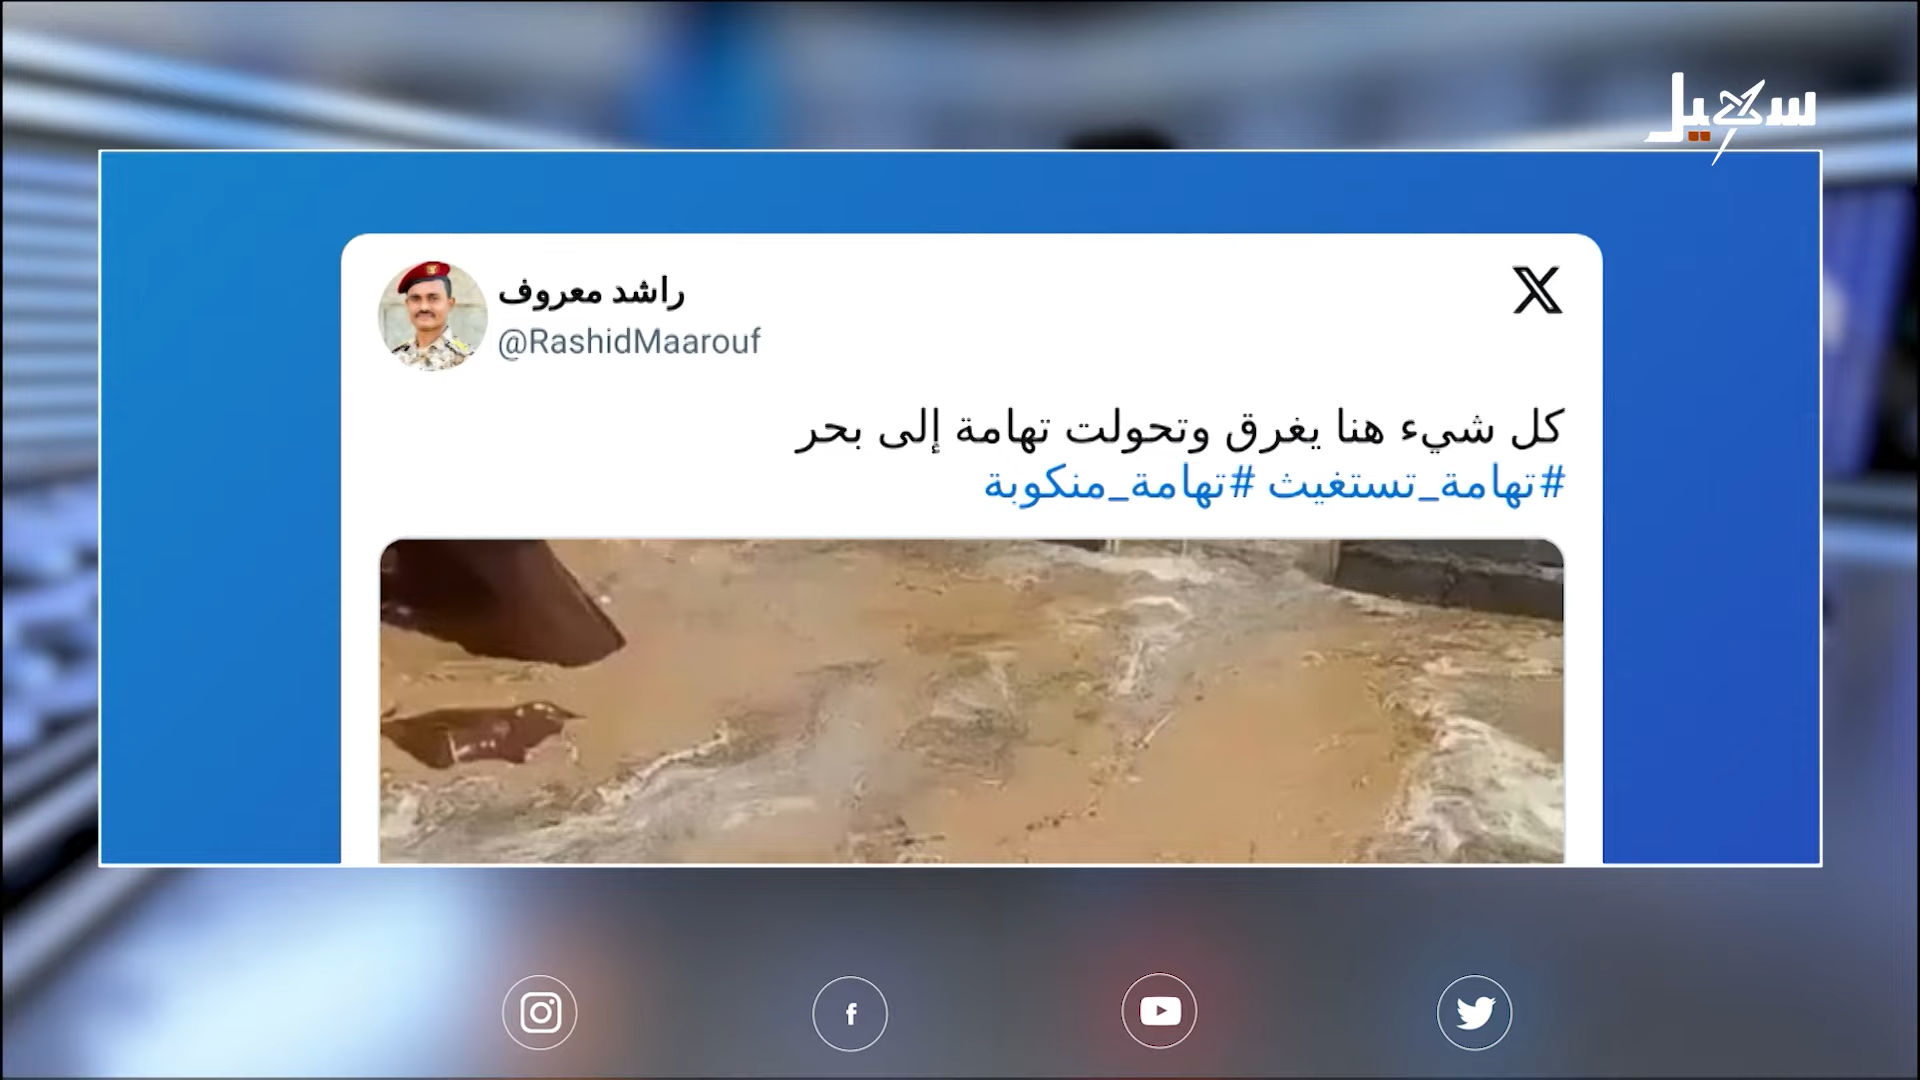 سهيل
راشد معروف
@RashidMaarouf
كل شيء هنا يغرق وتحولت تهامة إلى بحر
#تهامة_تستغيث #تهامة_منكوبة